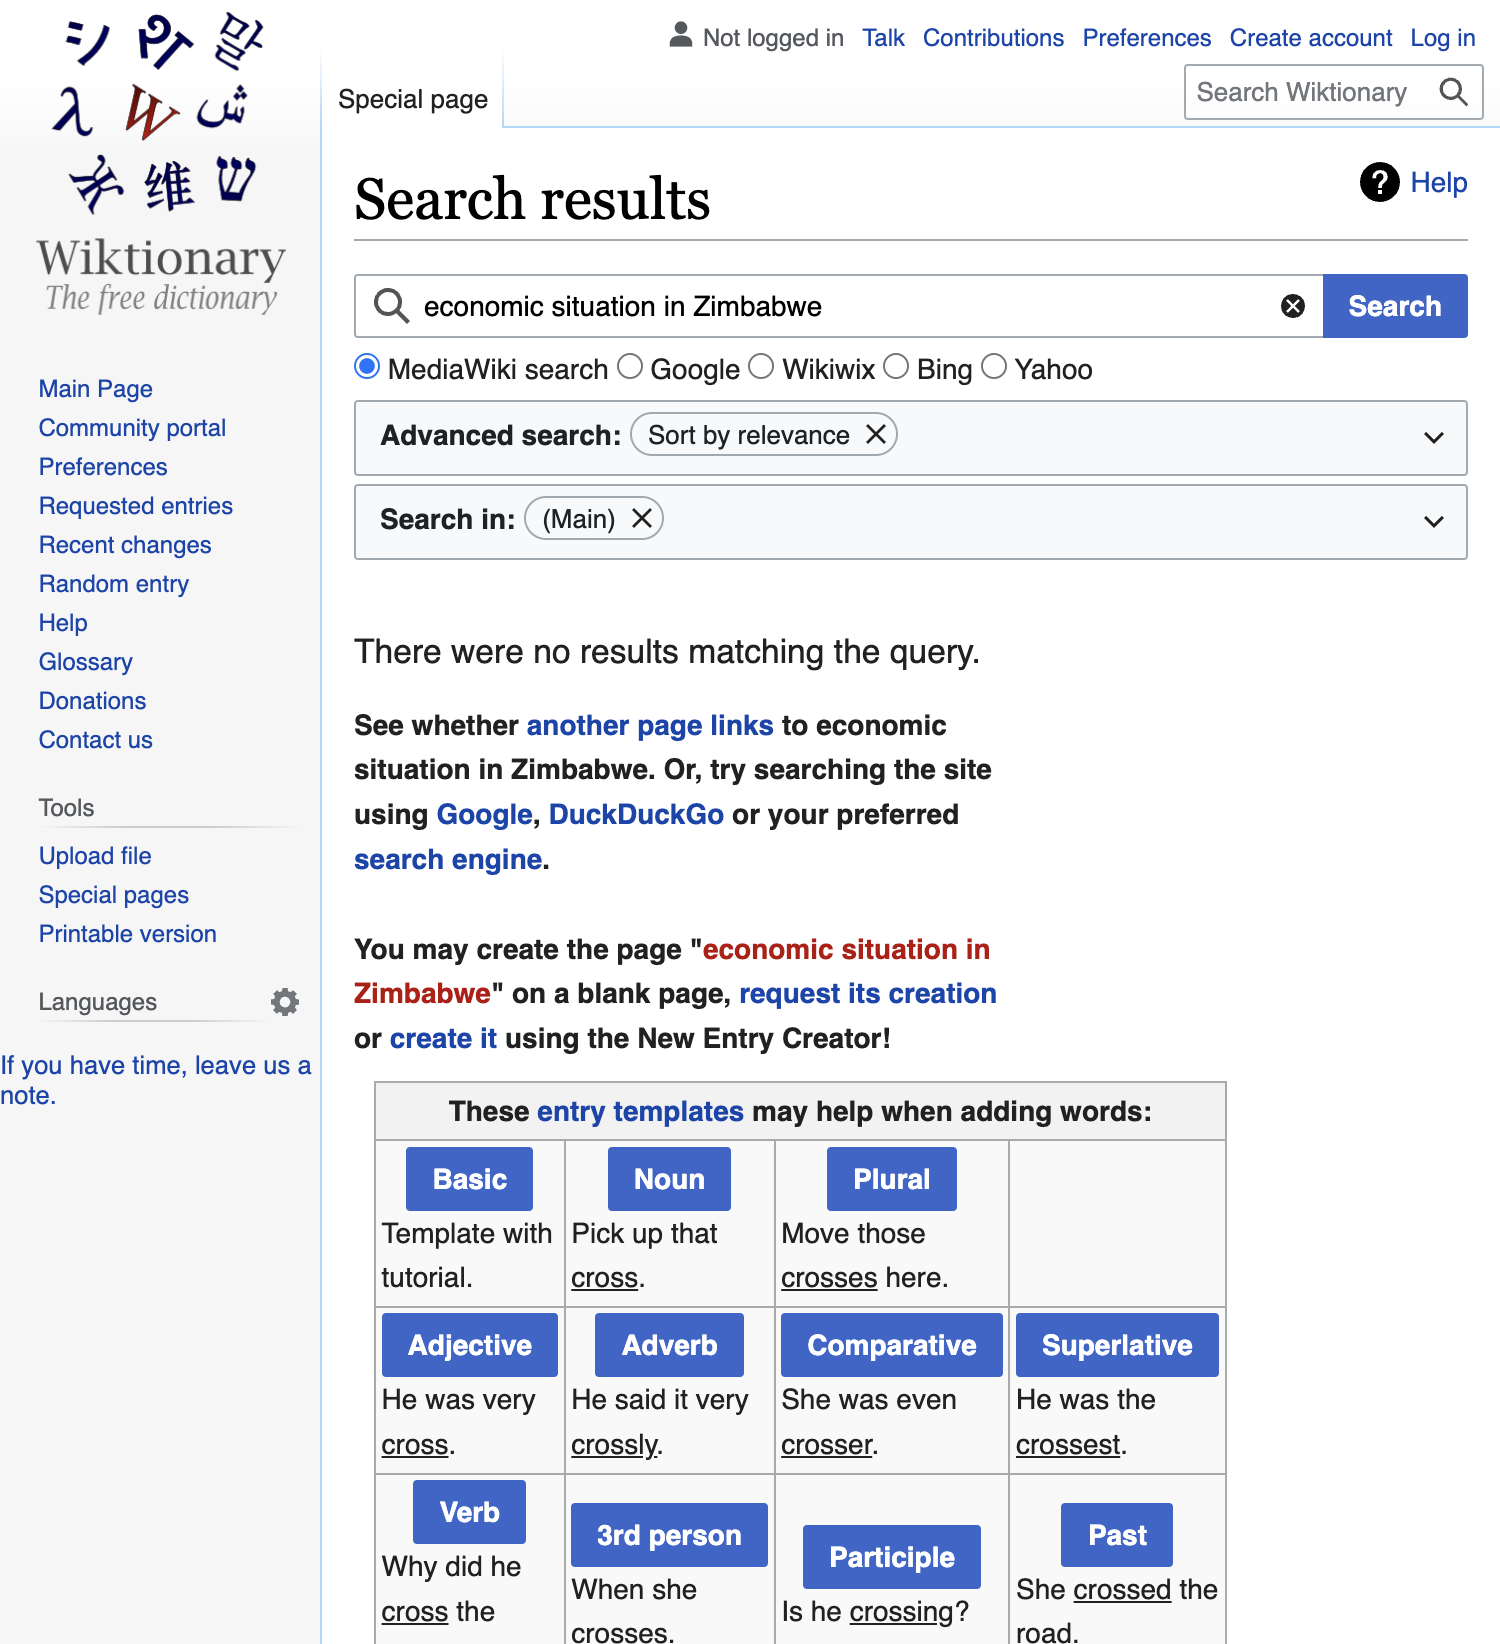 シ
말
λ
W
ش
维
ש
Wiktionary
The free dictionary
Not logged in Talk Contributions Preferences Create account Log in
Special page
Search Wiktionary
Main Page
Community portal
Preferences
Requested entries
Recent changes
Random entry
Help
Glossary
Donations
Contact us
Tools
Upload file
Special pages
Printable version
Languages
If you have time, leave us a
note.
Search results
? Help
economic situation in Zimbabwe
Search
MediaWiki search Google Wikiwix Bing Yahoo
Advanced search: Sort by relevance
Search in: (Main)
There were no results matching the query.
See whether another page links to economic
situation in Zimbabwe. Or, try searching the site
using Google, DuckDuckGo or your preferred
search engine.
You may create the page "economic situation in
Zimbabwe" on a blank page, request its creation
or create it using the New Entry Creator!
These entry templates may help when adding words:
Basic
Template with
tutorial.
Noun
Pick up that
cross.
Plural
Move those
crosses here.
Adjective
He was very
cross.
Adverb
He said it very
crossly.
Comparative
She was even
crosser.
Superlative
He was the
crossest.
Verb
Why did he
cross the
3rd person
When she
crosses.
Participle
Is he crossing?
Past
She crossed the
road.